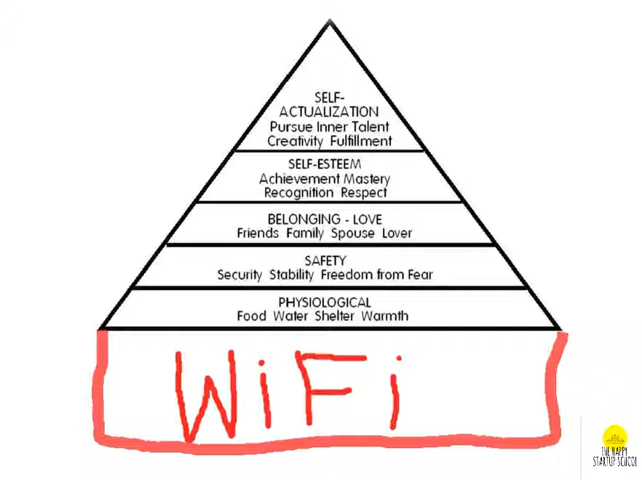 SELF-
ACTUALIZATION
Pursue Inner Talent
Creativity Fulfillment
SELF-ESTEEM
Achievement Mastery
Recognition Respect
BELONGING - LOVE
Friends Family Spouse Lover
SAFETY
Security Stability Freedom from Fear
PHYSIOLOGICAL
Food Water Shelter Warmth
WiFi
THE HAPPY
STARTUP SCHOOL